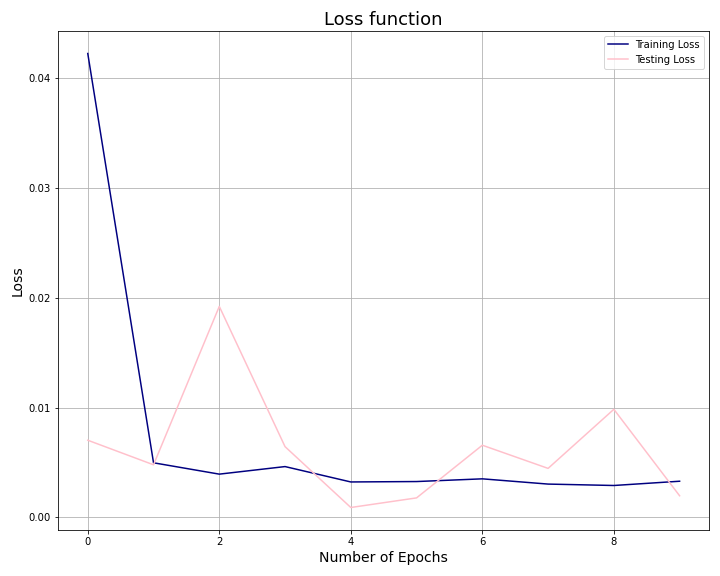 Loss function
Training Loss
Testing Loss
0.04
0.03
0.02
0.01
0.00
Loss
0
2
4
6
8
Number of Epochs